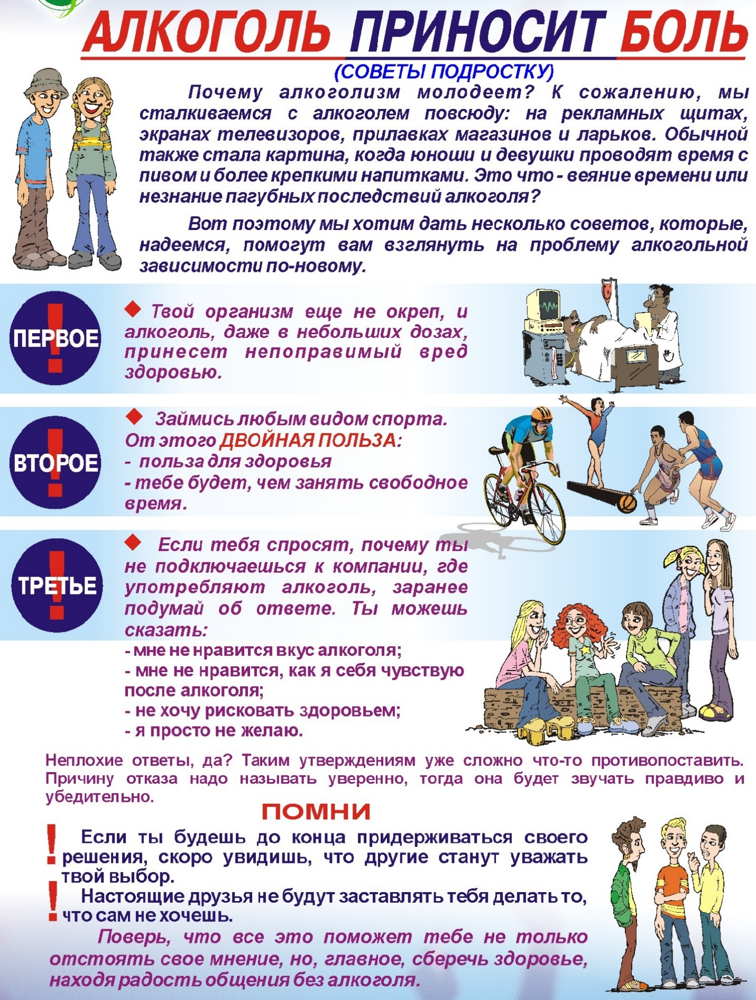 АЛКОГОЛЬ ПРИНОСИТ БОЛЬ
(СОВЕТЫ ПОДРОСТКУ)
Почему алкоголизм молодеет? К сожалению, мы
сталкиваемся с алкоголем повсюду: на рекламных щитах,
экранах телевизоров, прилавках магазинов и ларьков. Обычной
также стала картина, когда юноши и девушки проводят время с
пивом и более крепкими напитками. Это что - веяние времени или
незнание пагубных последствий алкоголя?
Вот поэтому мы хотим дать несколько советов, которые,
надеемся, помогут вам взглянуть на проблему алкогольной
зависимости по-новому.
ПЕРВОЕ
Твой организм еще не окреп, и
алкоголь, даже в небольших дозах,
принесет непоправимый вред
здоровью.
ВТОРОЕ
Займись любым видом спорта.
От этого ДВОЙНАЯ ПОЛЬЗА:
- польза для здоровья
- тебе будет, чем занять свободное
время.
ТРЕТЬЕ
Если тебя спросят, почему ты
не подключаешься к компании, где
употребляют алкоголь, заранее
подумай об ответе. Ты можешь
сказать:
- мне не нравится вкус алкоголя;
- мне не нравится, как я себя чувствую
после алкоголя;
- не хочу рисковать здоровьем;
- я просто не желаю.
Неплохие ответы, да? Таким утверждениям уже сложно что-то противопоставить.
Причину отказа надо называть уверенно, тогда она будет звучать правдиво и
убедительно.
ПОМНИ
! Если ты будешь до конца придерживаться своего
решения, скоро увидишь, что другие станут уважать
твой выбор.
! Настоящие друзья не будут заставлять тебя делать то,
что сам не хочешь.
Поверь, что все это поможет тебе не только
отстоять свое мнение, но, главное, сберечь здоровье,
находя радость общения без алкоголя.